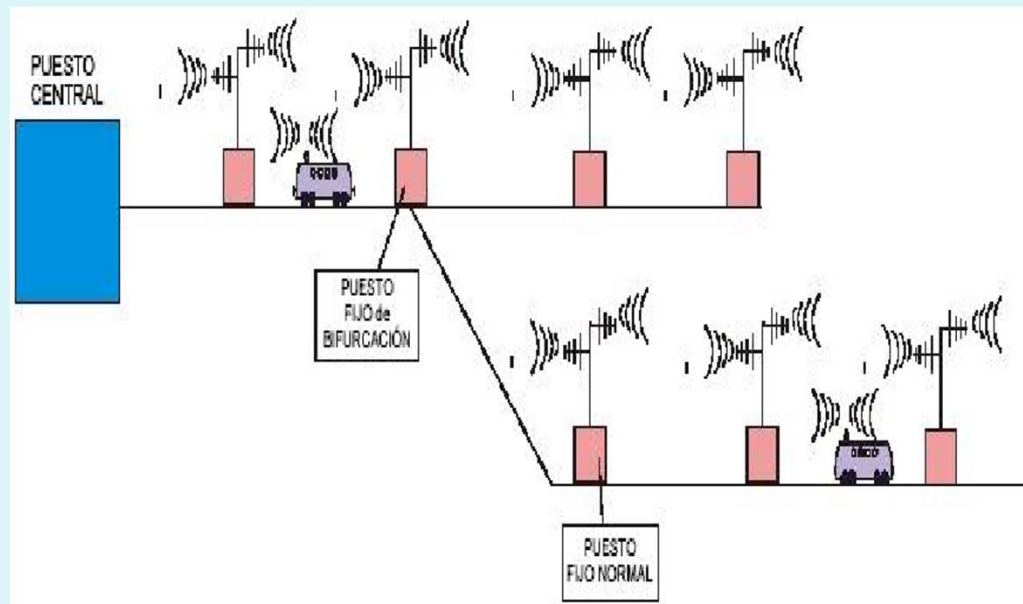 PUESTO
CENTRAL
PUESTO
FIJO de
BIFURCACIÓN
PUESTO
FIJO NORMAL